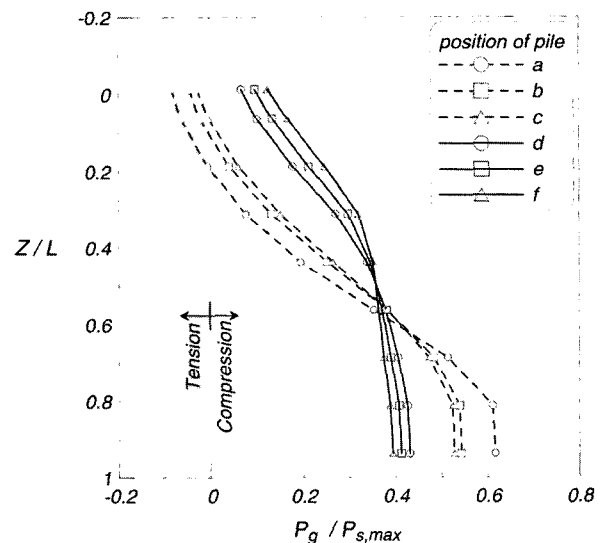 -0.2
position of pile
a
b
c
d
e
f
0
0.2
0.4
0.6
0.8
1
Z / L
Tension
Compression
-0.2 0 0.2 0.4 0.6 0.8
P_g / P_s,max